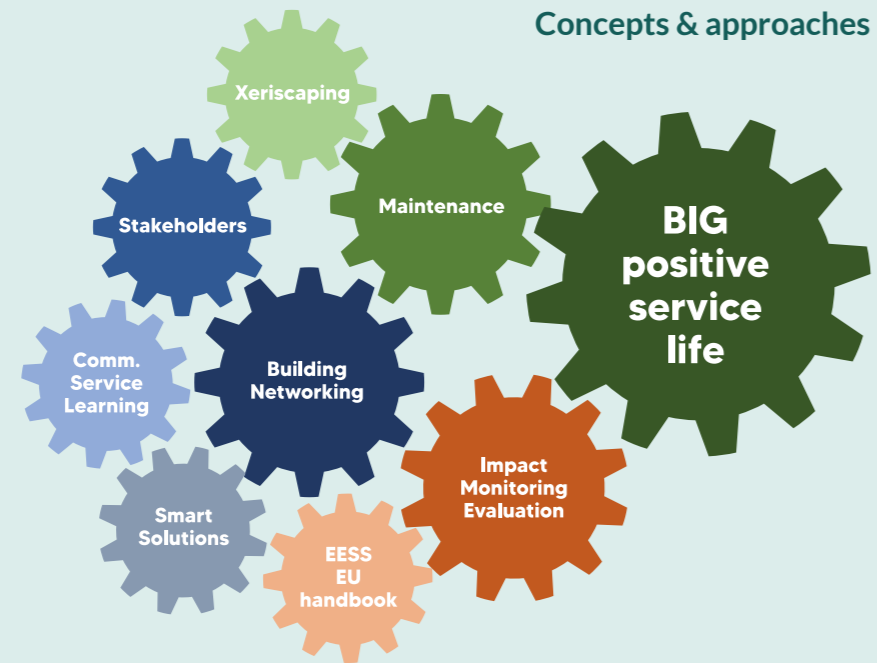 Concepts & approaches
Xeriscaping
Maintenance
Stakeholders
BIG
positive
service
life
Comm.
Service
Learning
Building
Networking
Impact
Monitoring
Evaluation
Smart
Solutions
EESS
EU
handbook